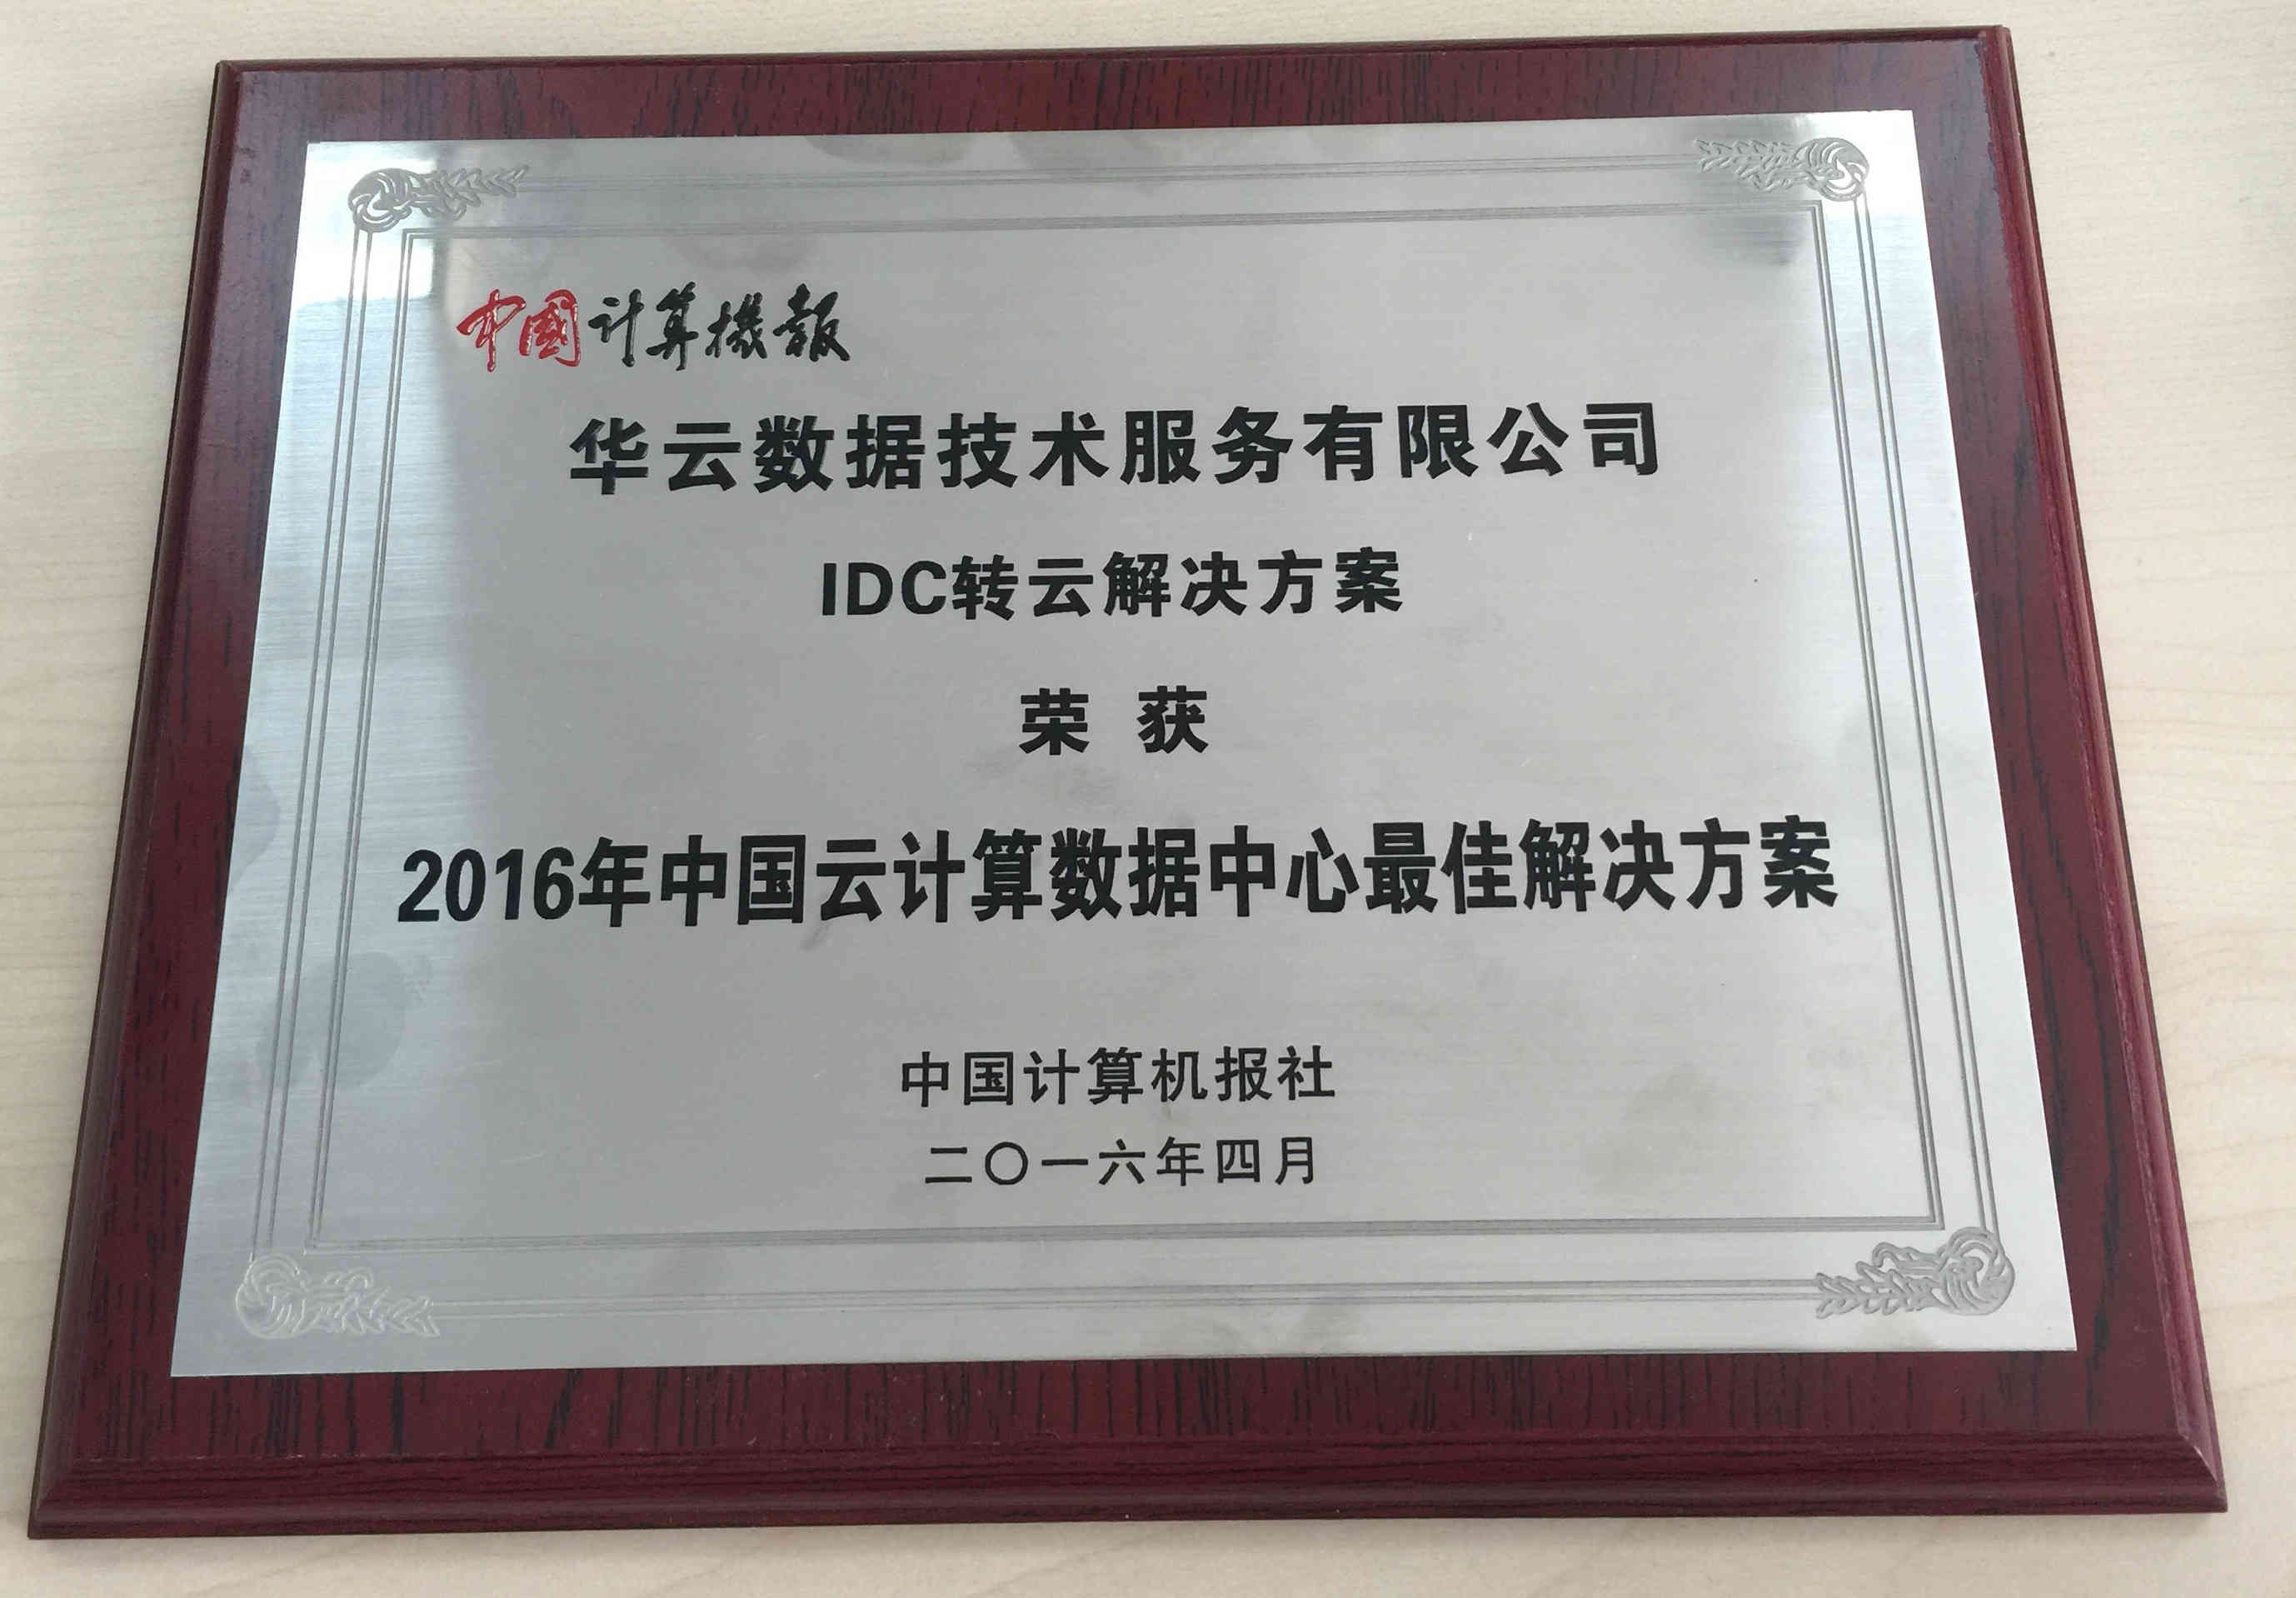 中國计算機報
华云数据技术服务有限公司
IDC转云解决方案
荣获
2016年中国云计算数据中心最佳解决方案
中国计算机报社
二〇一六年四月